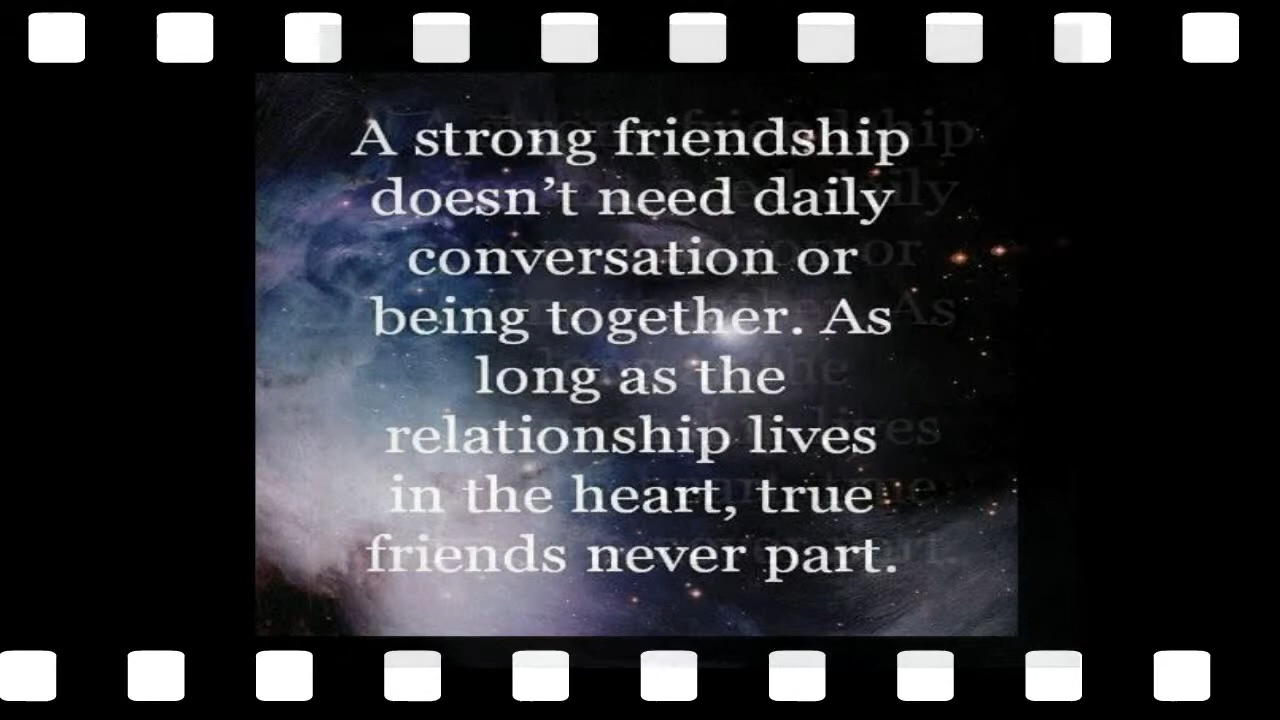 A strong friendship
doesn’t need daily
conversation or
being together. As
long as the
relationship lives
in the heart, true
friends never part.